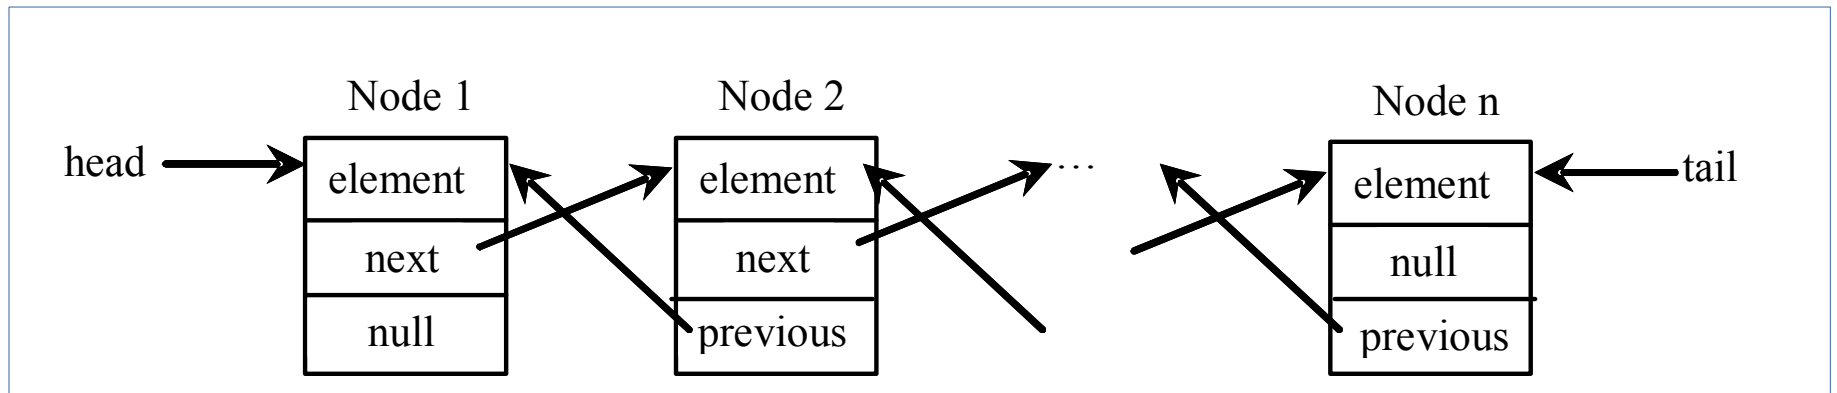 Node 1 Node 2 Node n
head element element … element tail
next next null
null previous previous